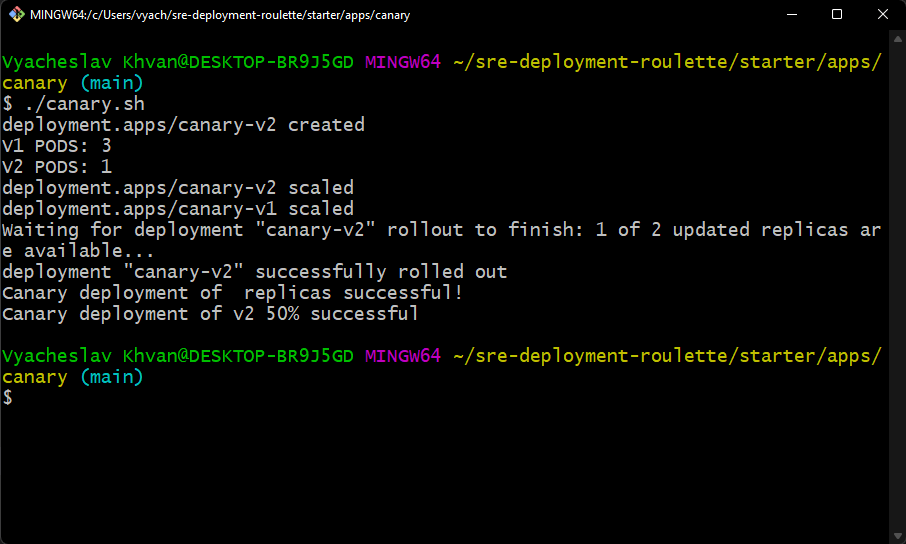 MINGW64:/c/Users/vyach/sre-deployment-roulette/starter/apps/canary
Vyacheslav Khvan@DESKTOP-BR9J5GD MINGW64 ~/sre-deployment-roulette/starter/apps/
canary (main)
$ ./canary.sh
deployment.apps/canary-v2 created
V1 PODS: 3
V2 PODS: 1
deployment.apps/canary-v2 scaled
deployment.apps/canary-v1 scaled
Waiting for deployment "canary-v2" rollout to finish: 1 of 2 updated replicas ar
e available...
deployment "canary-v2" successfully rolled out
Canary deployment of  replicas successful!
Canary deployment of v2 50% successful
Vyacheslav Khvan@DESKTOP-BR9J5GD MINGW64 ~/sre-deployment-roulette/starter/apps/
canary (main)
$